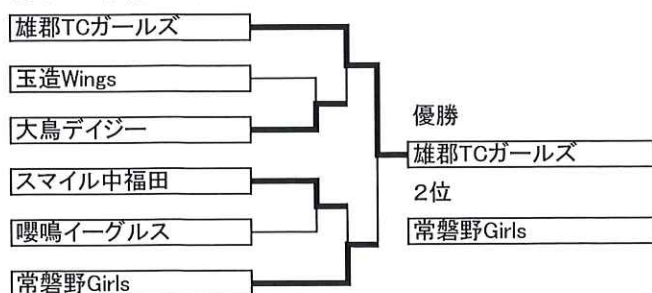 雄郡TCガールズ
玉造Wings
大鳥デイジー
スマイル中福田
嚶鳴イーグルス
常磐野Girls
優勝
雄郡TCガールズ
2位
常磐野Girls